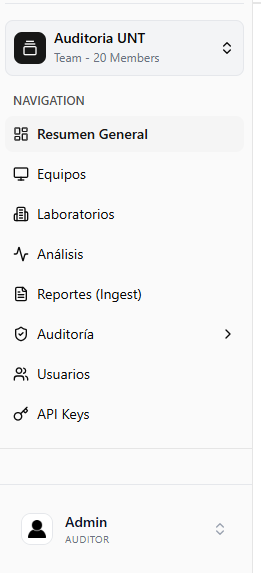 Auditoria UNT
Team - 20 Members
NAVIGATION
Resumen General
Equipos
Laboratorios
Análisis
Reportes (Ingest)
Auditoría
Usuarios
API Keys
Admin
AUDITOR